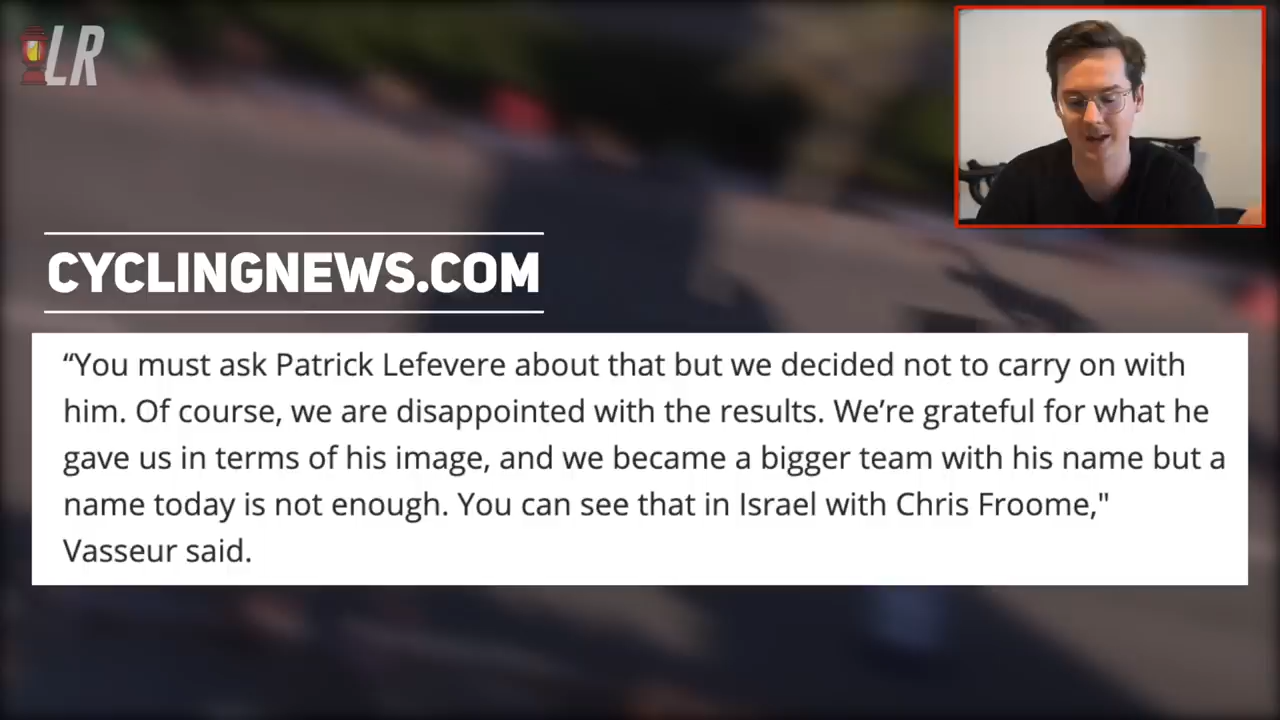 LR
CYCLINGNEWS.COM
“You must ask Patrick Lefevere about that but we decided not to carry on with
him. Of course, we are disappointed with the results. We’re grateful for what he
gave us in terms of his image, and we became a bigger team with his name but a
name today is not enough. You can see that in Israel with Chris Froome,"
Vasseur said.